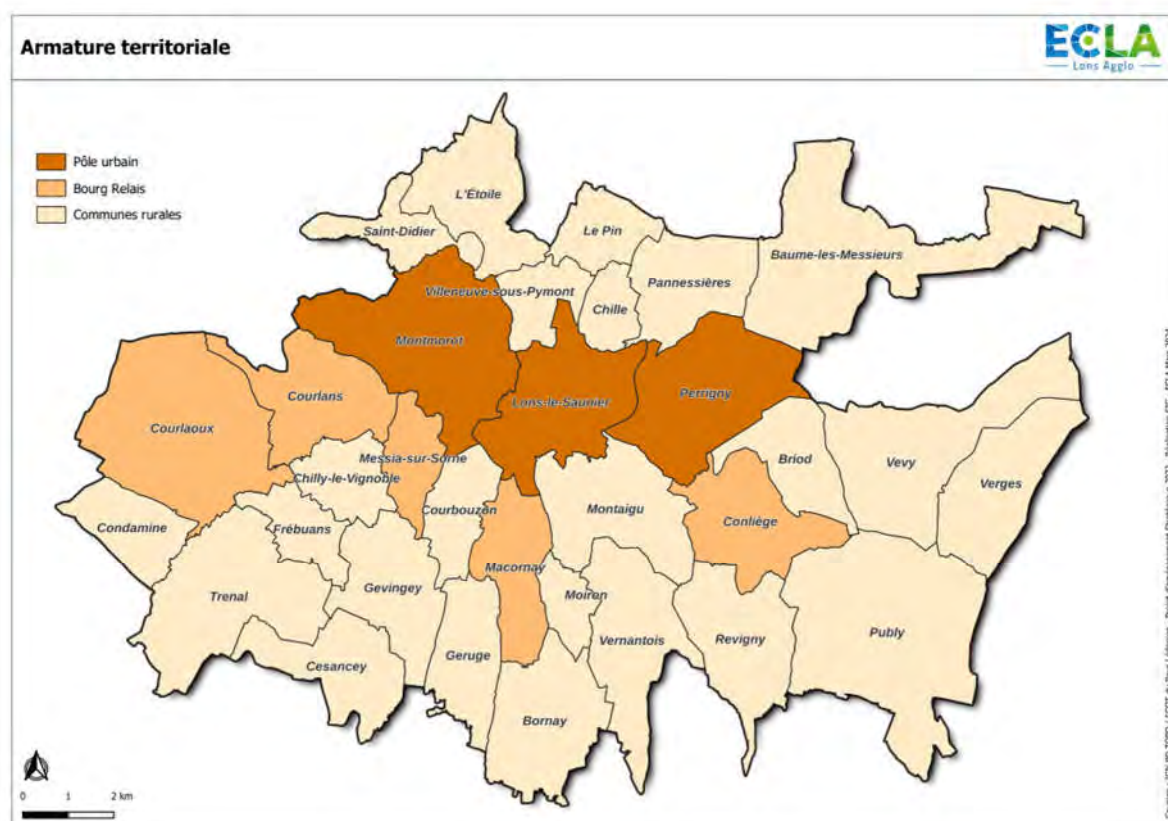 Armature territoriale
ECLA
Lons Agglo
Pôle urbain
Bourg Relais
Communes rurales
L'Étoile
Saint-Didier
Le Pin
Baume-les-Messieurs
Villeneuve-sous-Pymont
Pannessières
Chille
Montmorot
Courlans
Lons-le-Saunier
Perrigny
Courlaoux
Messia-sur-Sorne
Briod
Vevy
Chilly-le-Vignoble
Verges
Courbouzon
Montaigu
Conliège
Condamine
Frébuans
Macornay
Gevingey
Moiron
Trenal
Vernantois
Revigny
Publy
Geruge
Cesancey
Bornay
0 1 2 km